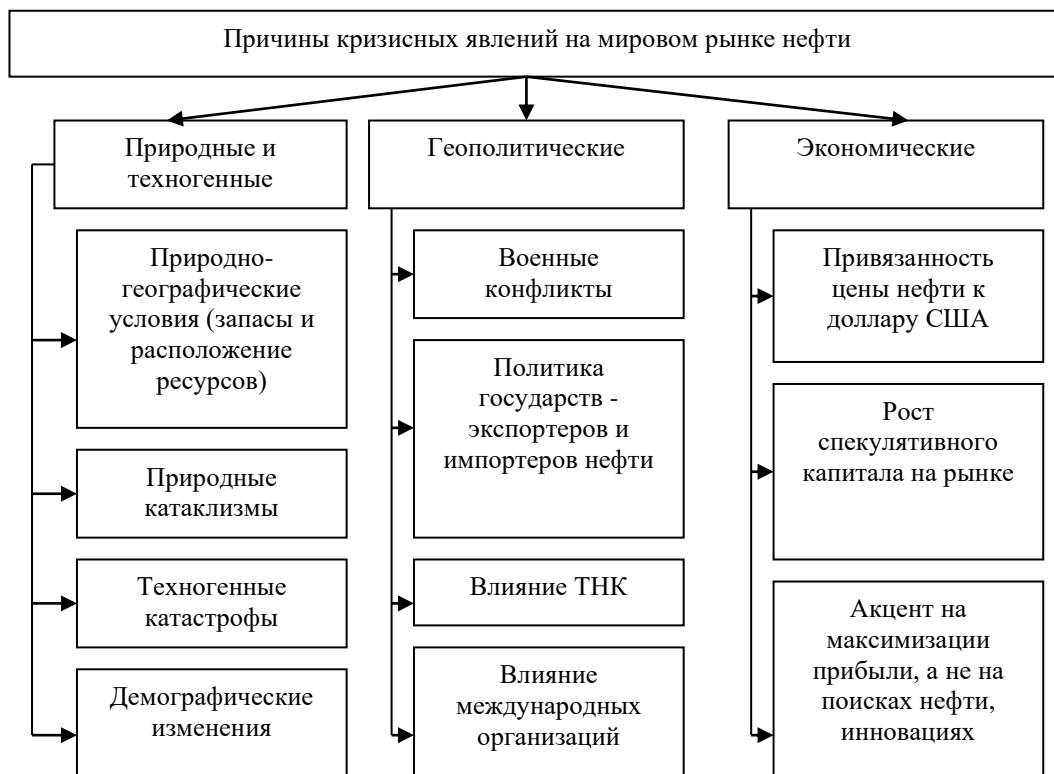 Причины кризисных явлений на мировом рынке нефти
Природные и
техногенные
Природно-
географические
условия (запасы и
расположение
ресурсов)
Природные
катаклизмы
Техногенные
катастрофы
Демографические
изменения
Геополитические
Военные
конфликты
Политика
государств -
экспортеров и
импортеров нефти
Влияние ТНК
Влияние
международных
организаций
Экономические
Привязанность
цены нефти к
доллару США
Рост
спекулятивного
капитала на рынке
Акцент на
максимизации
прибыли, а не на
поисках нефти,
инновациях